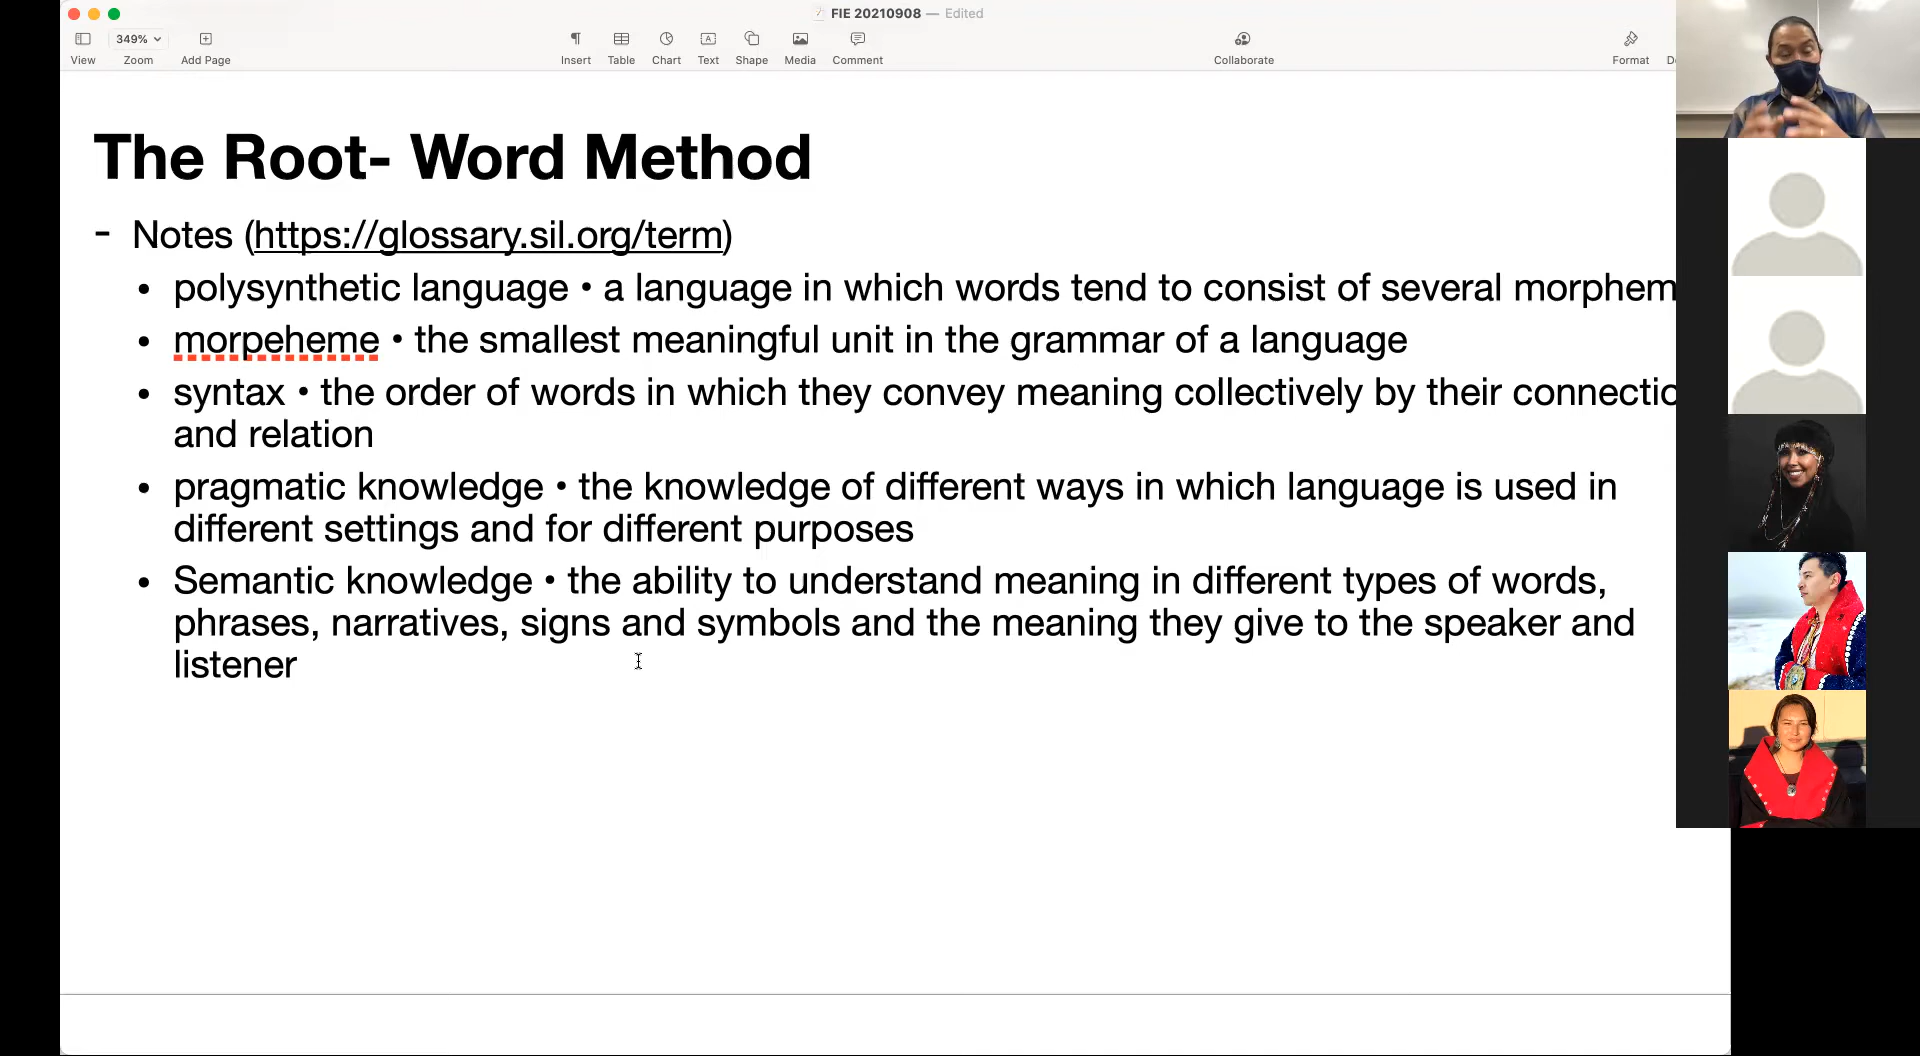 FIE 20210908 — Edited
349%
View Zoom Add Page Insert Table Chart Text Shape Media Comment Collaborate Format
The Root- Word Method
- Notes (https://glossary.sil.org/term)
• polysynthetic language • a language in which words tend to consist of several morphem
• morpeheme • the smallest meaningful unit in the grammar of a language
• syntax • the order of words in which they convey meaning collectively by their connectio
and relation
• pragmatic knowledge • the knowledge of different ways in which language is used in
different settings and for different purposes
• Semantic knowledge • the ability to understand meaning in different types of words,
phrases, narratives, signs and symbols and the meaning they give to the speaker and
listener